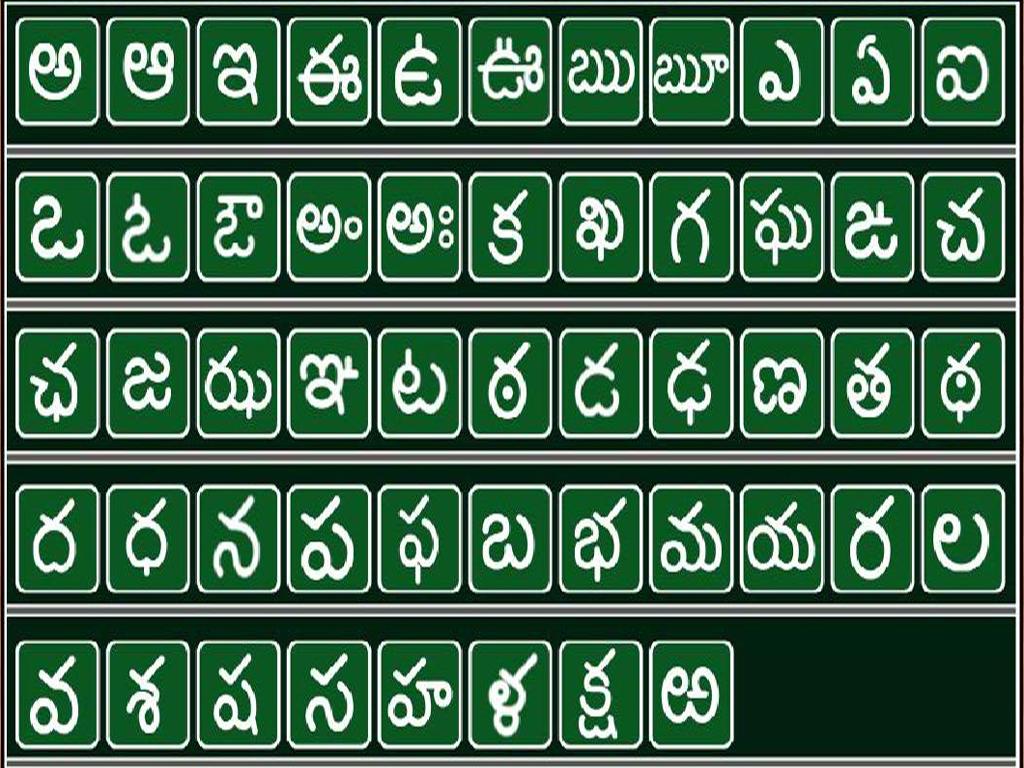 అ ఆ ఇ ఈ ఉ ఊ ఋ ౠ ఎ ఏ ఐ
ఒ ఓ ఔ అం అః క ఖ గ ఘ ఙ చ
ఛ జ ఝ ఞ ట ఠ డ ఢ ణ త థ
ద ధ న ప ఫ బ భ మ య ర ల
వ శ ష స హ ళ క్ష ఱ